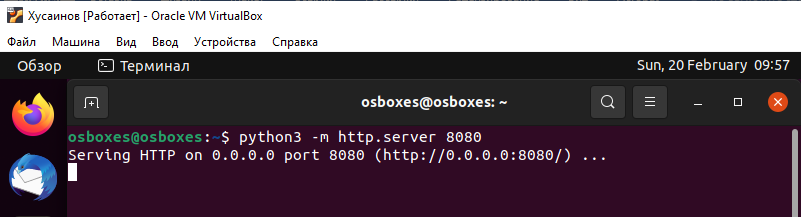 Хусаинов [Работает] - Oracle VM VirtualBox
Файл Машина Вид Ввод Устройства Справка
Обзор Терминал Sun, 20 February 09:57
osboxes@osboxes: ~
osboxes@osboxes:~$ python3 -m http.server 8080
Serving HTTP on 0.0.0.0 port 8080 (http://0.0.0.0:8080/) ...